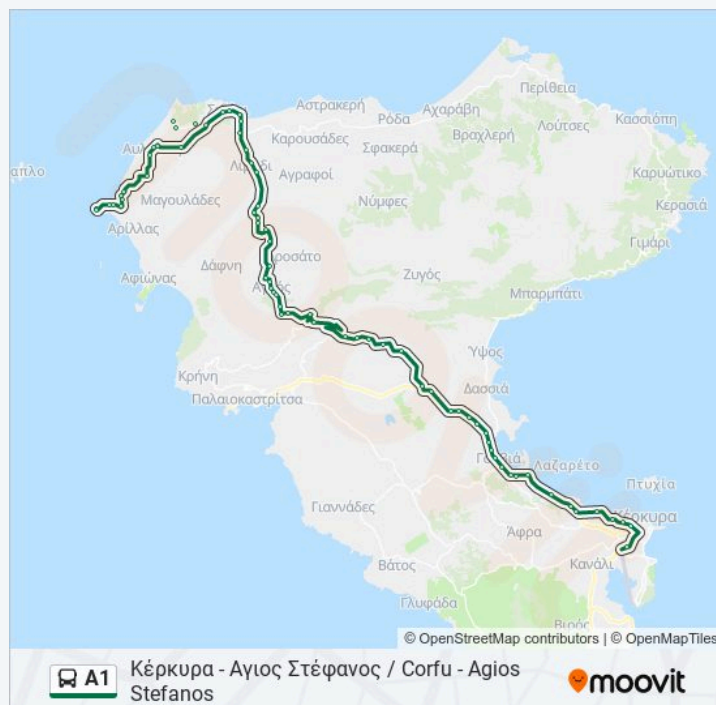 Περίθεια
Αστρακερή
Αχαράβη
Ρόδα
Λούτσες
Κασσιόπη
Καρουσάδες
Βραχλερή
Σφακερά
Αγραφοί
Καρυώτικο
απλο
Μαγουλάδες
Νύμφες
Κερασιά
Αρίλλας
Γιμάρι
Δάφνη
Ζυγός
Αφιώνας
Μπαρμπάτι
Ύψος
Κρήνη
Δασσιά
Παλαιοκαστρίτσα
Λαζαρέτο
Πτυχία
Γιαννάδες
Κέρκυρα
Άφρα
Κανάλι
Βάτος
Γλυφάδα
Βιρός
© OpenStreetMap contributors | © OpenMapTiles
A1
Κέρκυρα - Αγιος Στέφανος / Corfu - Agios
Stefanos
moovit